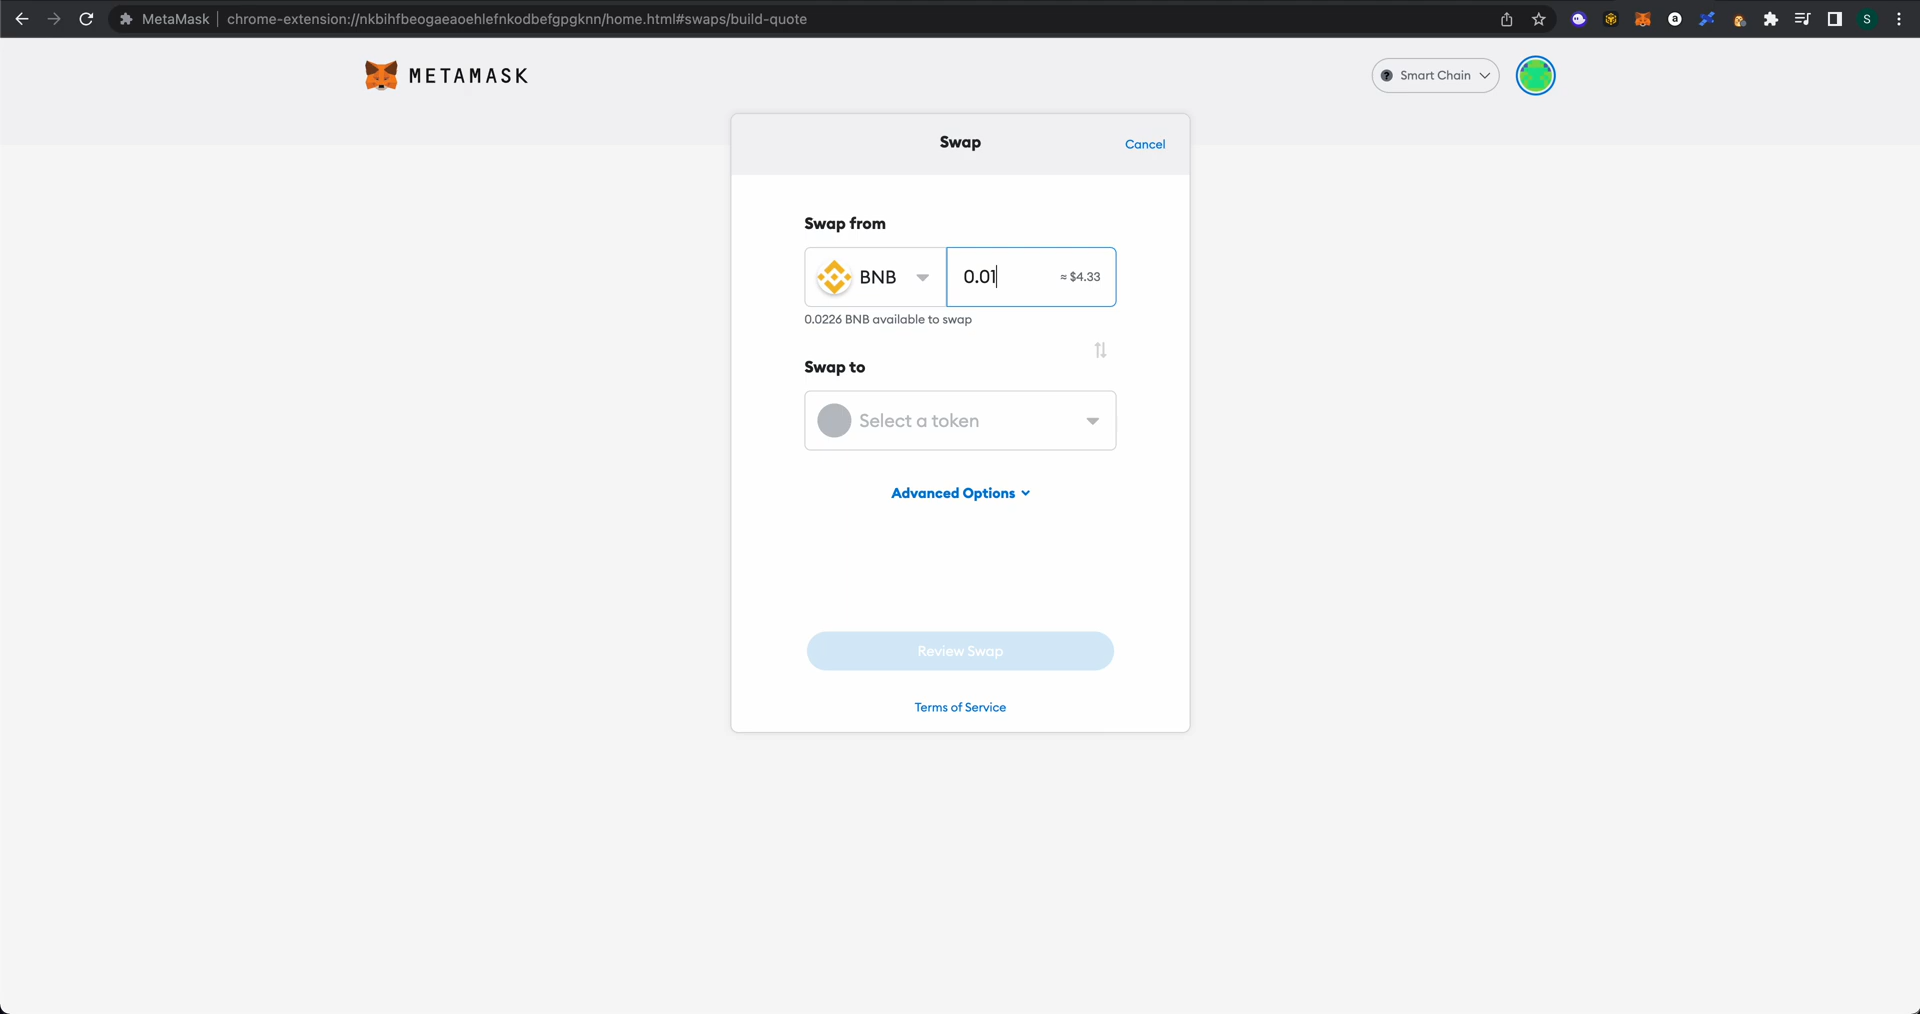 MetaMask | chrome-extension://nkbihfbeogaeaoehlefnkodbefgpgknn/home.html#swaps/build-quote
S
METAMASK
Smart Chain
Swap
Cancel
Swap from
BNB
0.01
≈ $4.33
0.0226 BNB available to swap
Swap to
Select a token
Advanced Options
Review Swap
Terms of Service